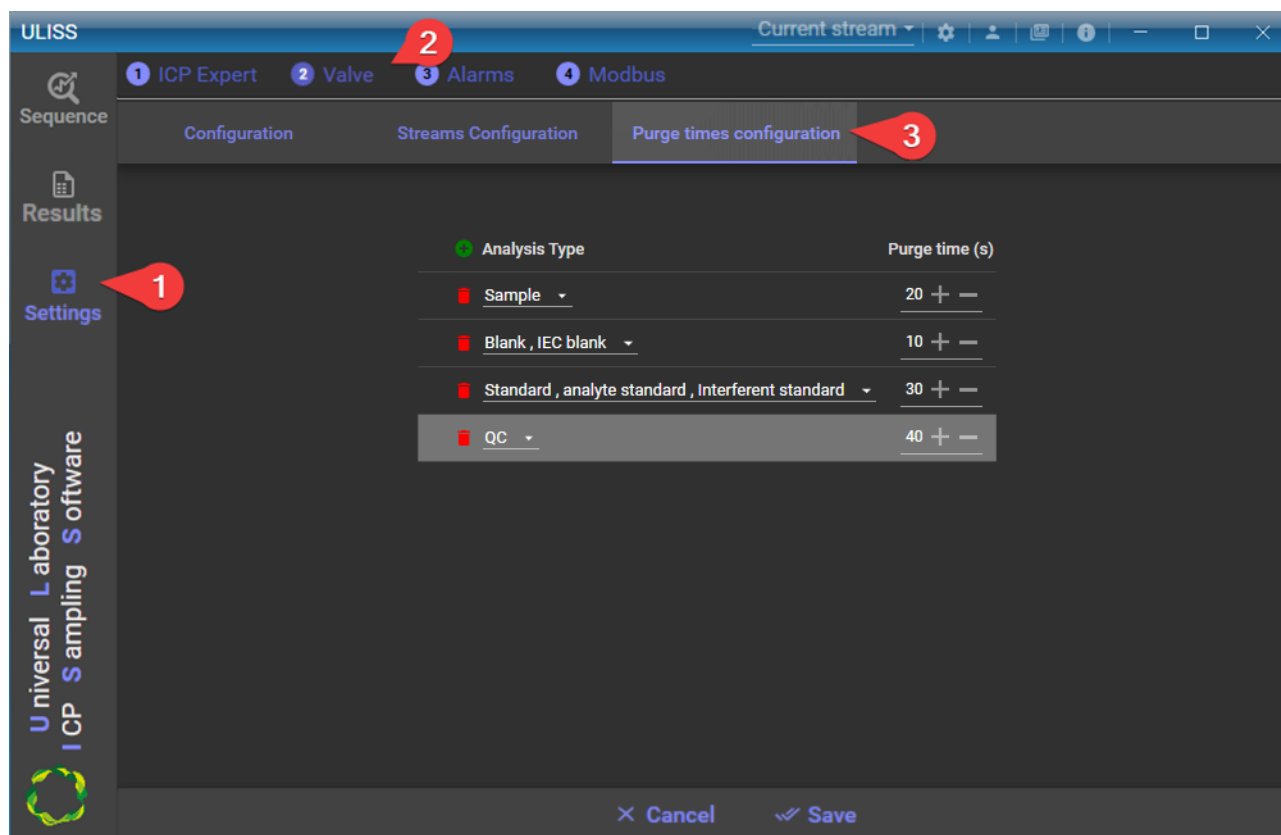 ULISS
Current stream
2
1 ICP Expert 2 Valve 3 Alarms 4 Modbus
Sequence
Configuration Streams Configuration Purge times configuration
3
Results
Analysis Type Purge time (s)
Settings
1
Sample 20
Blank , IEC blank 10
Standard , analyte standard , Interferent standard 30
QC 40
U niversal L aboratory
I CP S ampling S oftware
Cancel Save